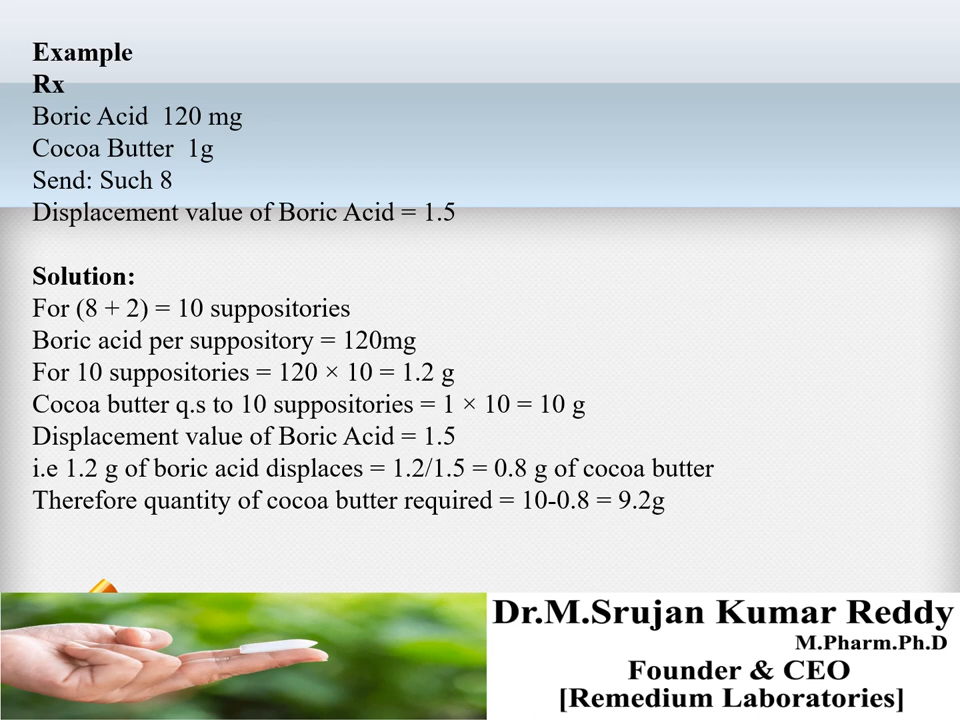 Example
Rx
Boric Acid  120 mg
Cocoa Butter  1g
Send: Such 8
Displacement value of Boric Acid = 1.5
Solution:
For (8 + 2) = 10 suppositories
Boric acid per suppository = 120mg
For 10 suppositories = 120 × 10 = 1.2 g
Cocoa butter q.s to 10 suppositories = 1 × 10 = 10 g
Displacement value of Boric Acid = 1.5
i.e 1.2 g of boric acid displaces = 1.2/1.5 = 0.8 g of cocoa butter
Therefore quantity of cocoa butter required = 10-0.8 = 9.2g
Dr.M.Srujan Kumar Reddy
M.Pharm.Ph.D
Founder & CEO
[Remedium Laboratories]